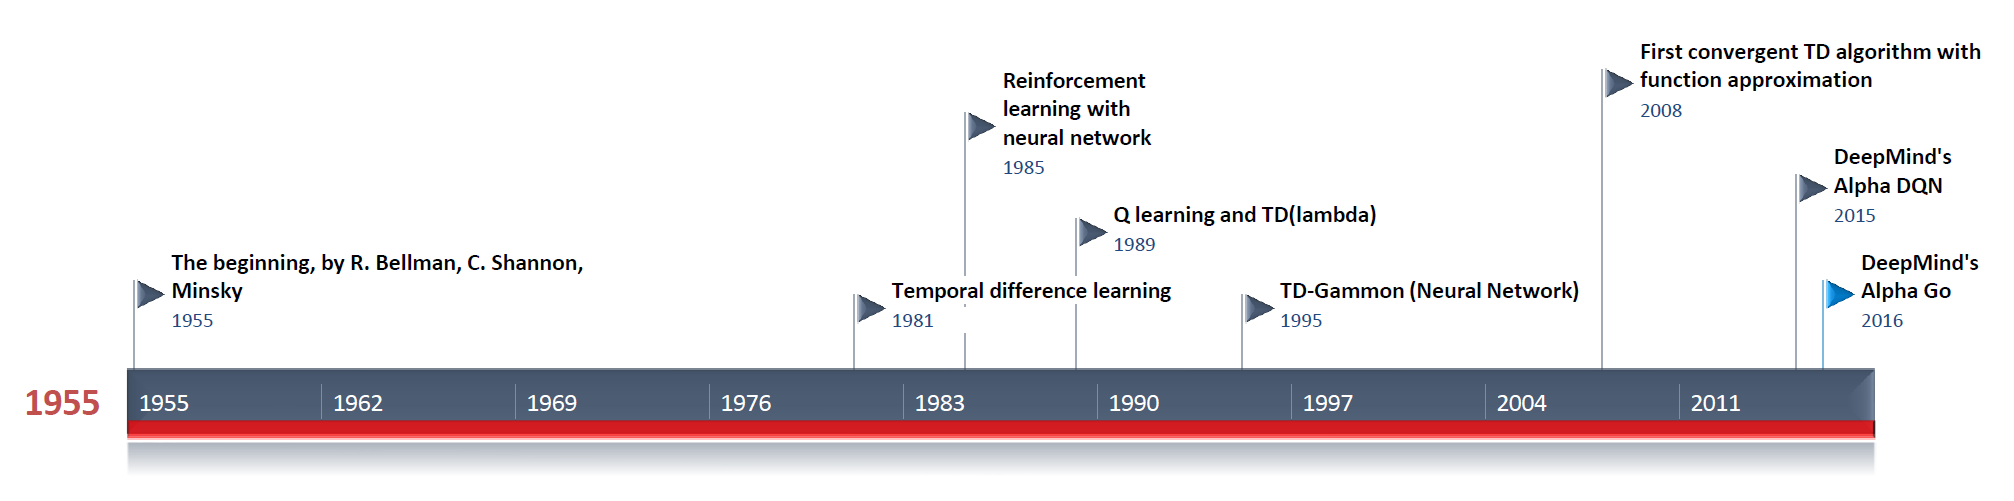 The beginning, by R. Bellman, C. Shannon,
Minsky
1955
Temporal difference learning
1981
Reinforcement
learning with
neural network
1985
Q learning and TD(lambda)
1989
TD-Gammon (Neural Network)
1995
First convergent TD algorithm with
function approximation
2008
DeepMind's
Alpha DQN
2015
DeepMind's
Alpha Go
2016
1955
1955 1962 1969 1976 1983 1990 1997 2004 2011